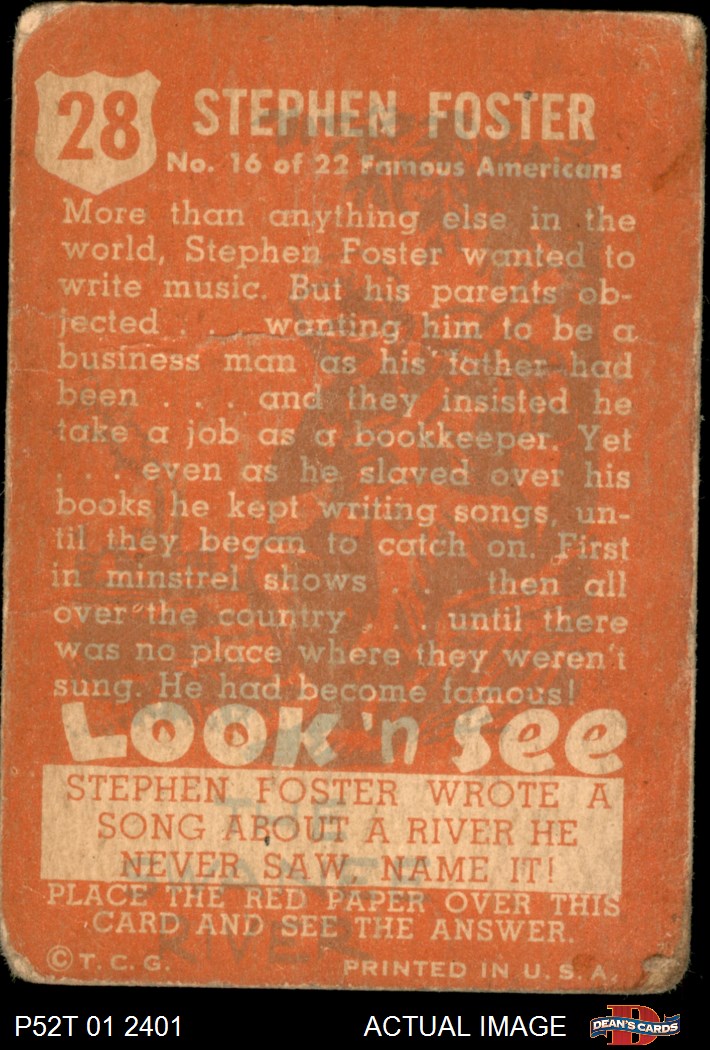 28
STEPHEN FOSTER
No. 16 of 22 Famous Americans
More than anything else in the
world, Stephen Foster wanted to
write music. But his parents ob-
jected . . . wanting him to be a
business man as his father had
been . . . and they insisted he
take a job as a bookkeeper. Yet
. . . even as he slaved over his
books he kept writing songs, un-
til they began to catch on. First
in minstrel shows . . . then all
over the country . . . until there
was no place where they weren't
sung. He had become famous!
LOOK 'n SEE
STEPHEN FOSTER WROTE A
SONG ABOUT A RIVER HE
NEVER SAW. NAME IT!
THE
SWANEE
RIVER
PLACE THE RED PAPER OVER THIS
CARD AND SEE THE ANSWER.
© T. C. G.
PRINTED IN U. S. A.
P52T 01 2401
ACTUAL IMAGE
D
DEAN'S CARDS